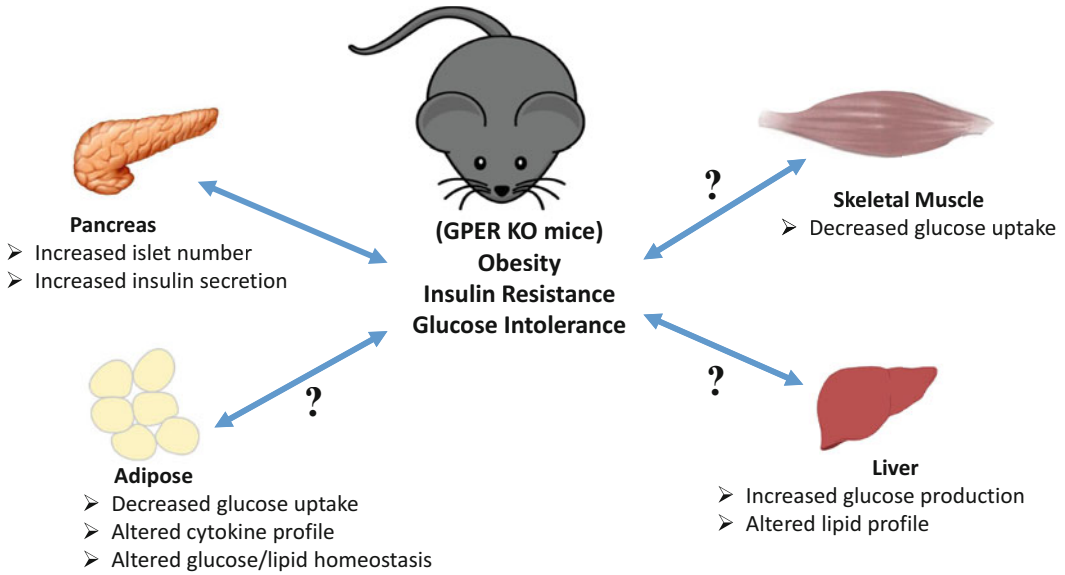 Pancreas
➢ Increased islet number
➢ Increased insulin secretion
(GPER KO mice)
Obesity
Insulin Resistance
Glucose Intolerance
?
Skeletal Muscle
➢ Decreased glucose uptake
?
Adipose
➢ Decreased glucose uptake
➢ Altered cytokine profile
➢ Altered glucose/lipid homeostasis
?
Liver
➢ Increased glucose production
➢ Altered lipid profile